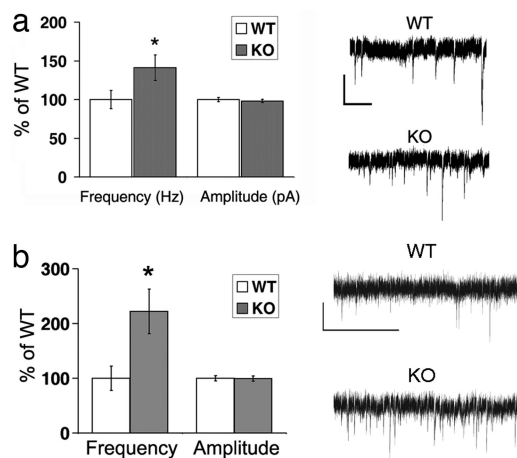 a
200
150
100
50
0
% of WT
*
WT
KO
Frequency (Hz) Amplitude (pA)
WT
KO
b
300
200
100
0
% of WT
*
WT
KO
Frequency Amplitude
WT
KO